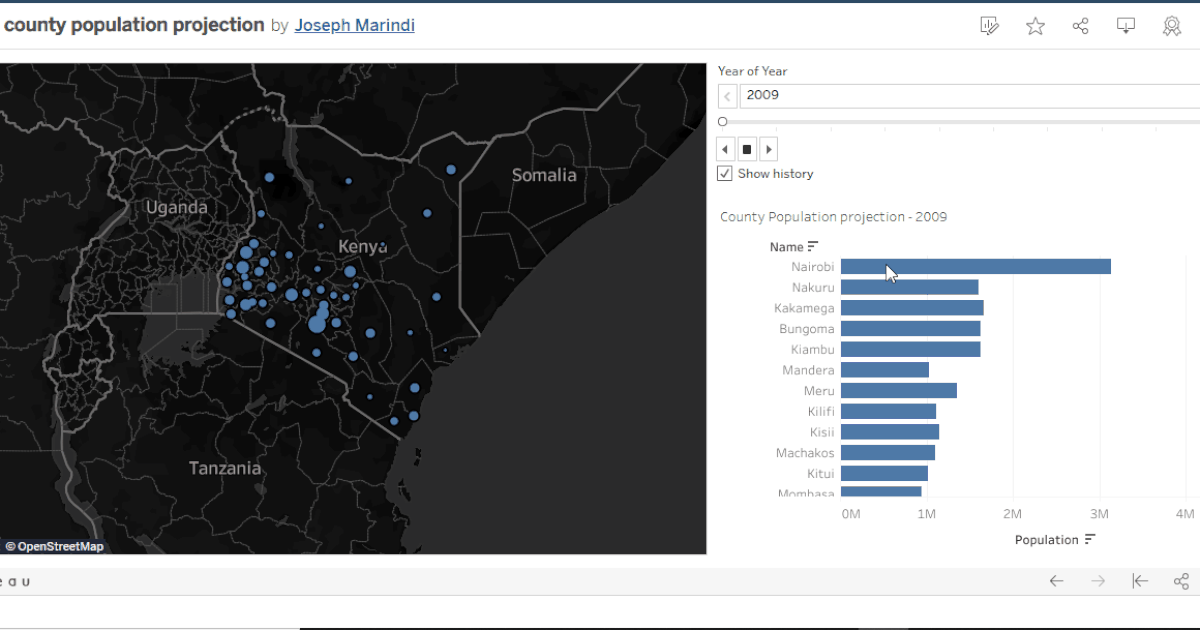 county population projection by Joseph Marindi
Year of Year
2009
Show history
Somalia
Uganda
Kenya
Tanzania
© OpenStreetMap
County Population projection - 2009
Name
Nairobi
Nakuru
Kakamega
Bungoma
Kiambu
Mandera
Meru
Kilifi
Kisii
Machakos
Kitui
Mombasa
0M 1M 2M 3M 4M
Population
e a u